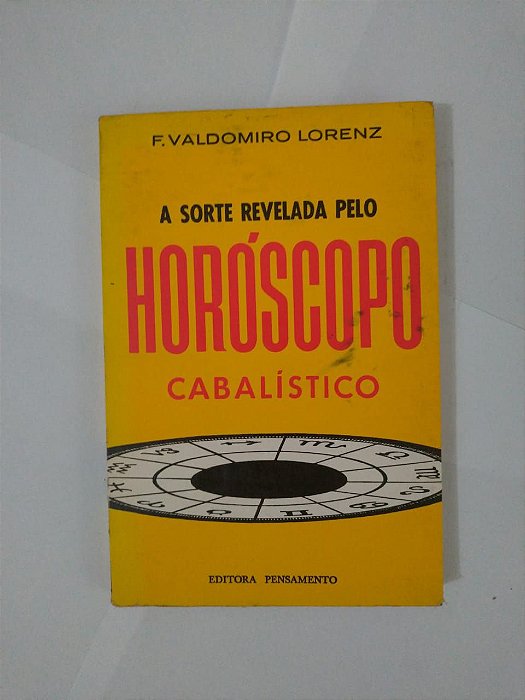 F. VALDOMIRO LORENZ
A SORTE REVELADA PELO
HORÓSCOPO
CABALÍSTICO
EDITORA PENSAMENTO